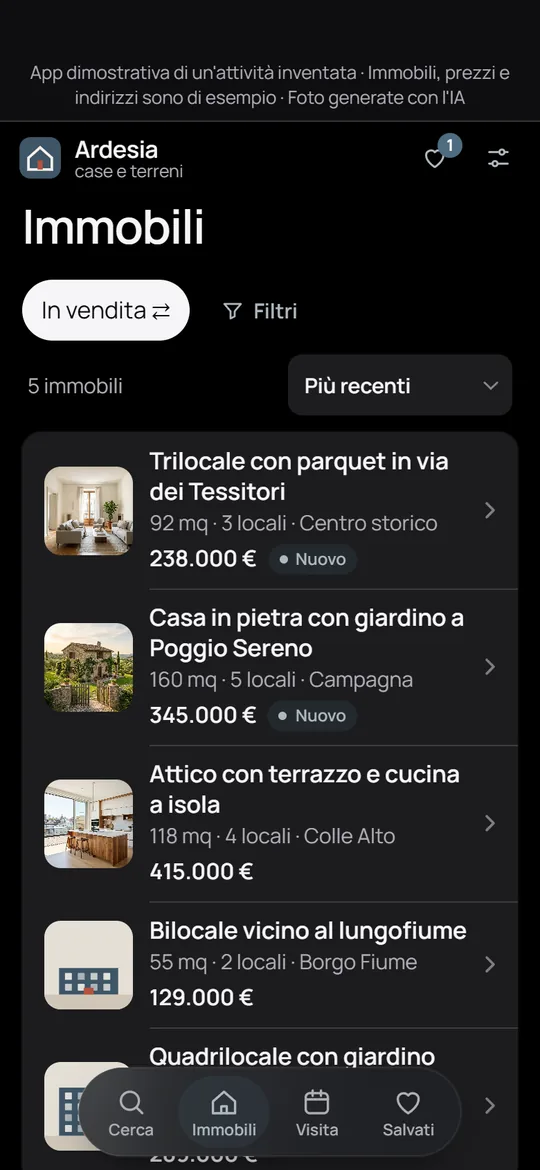 App dimostrativa di un'attività inventata · Immobili, prezzi e
indirizzi sono di esempio · Foto generate con l'IA
Ardesia
case e terreni
1
Immobili
In vendita
Filtri
5 immobili
Più recenti
Trilocale con parquet in via
dei Tessitori
92 mq · 3 locali · Centro storico
238.000 €
Nuovo
Casa in pietra con giardino a
Poggio Sereno
160 mq · 5 locali · Campagna
345.000 €
Nuovo
Attico con terrazzo e cucina
a isola
118 mq · 4 locali · Colle Alto
415.000 €
Bilocale vicino al lungofiume
55 mq · 2 locali · Borgo Fiume
129.000 €
Quadrilocale con giardino
Cerca
Immobili
Visita
Salvati